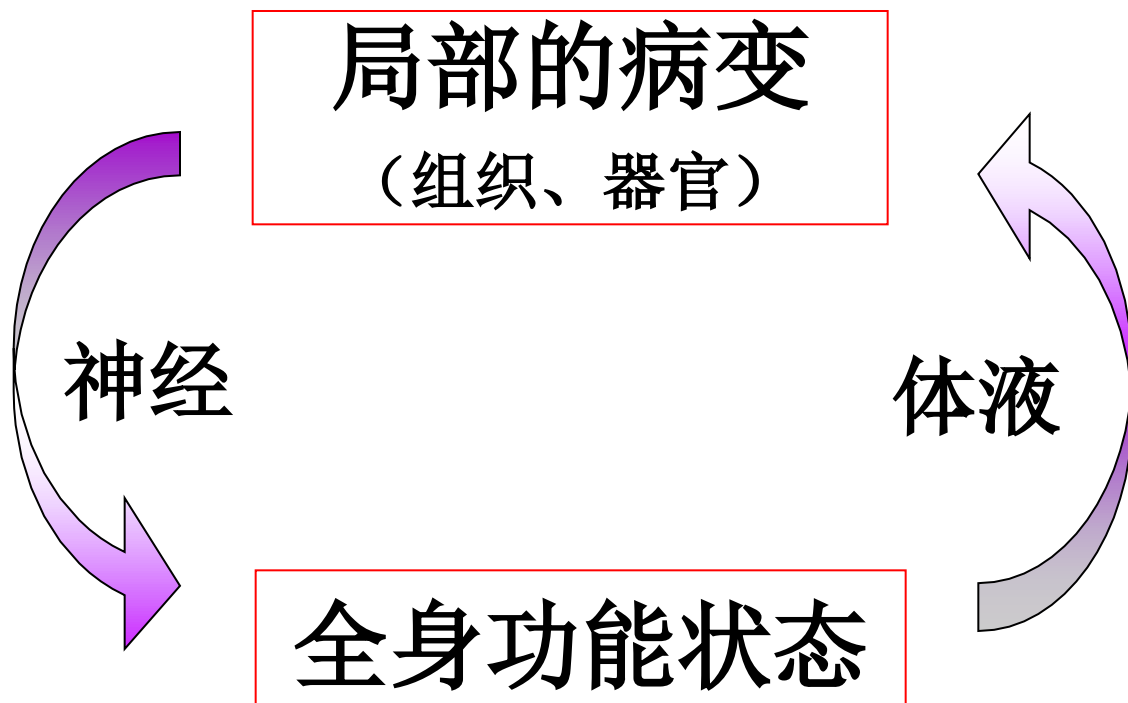 局部的病变
（组织、器官）
神经
体液
全身功能状态